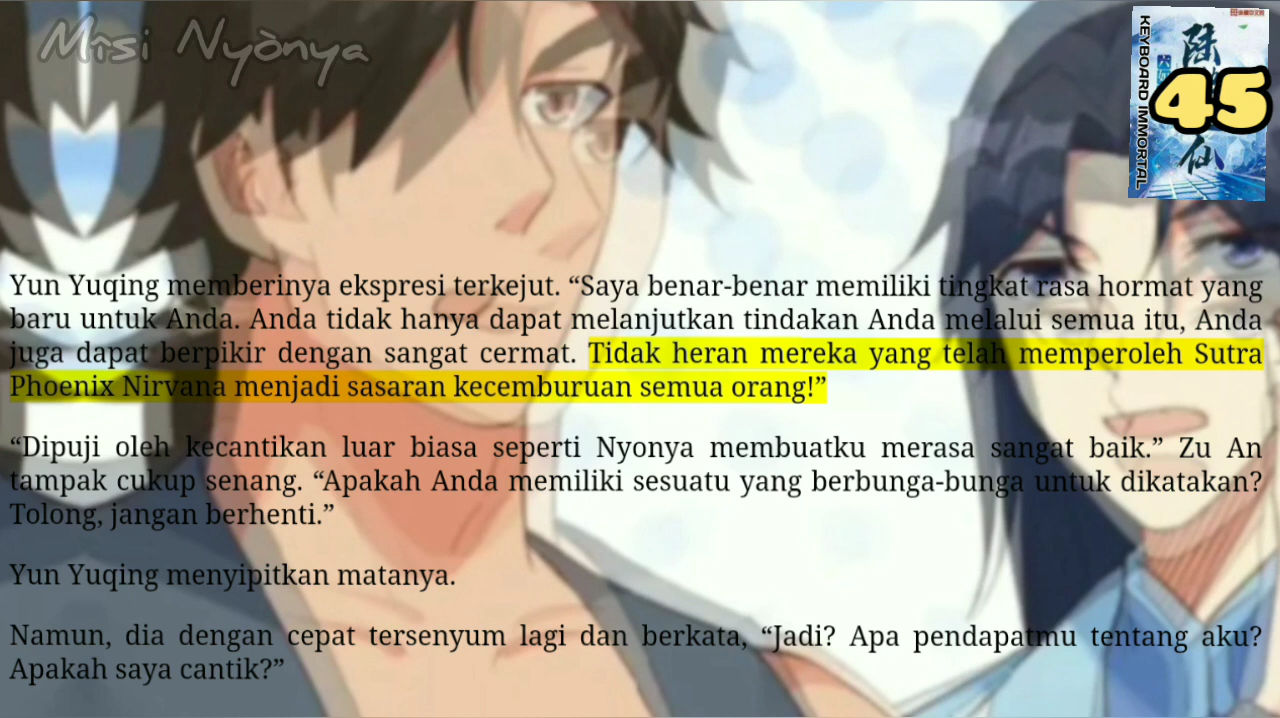 Mîsi Nyònya
KEYBOARD IMMORTAL
45
Yun Yuqing memberinya ekspresi terkejut. “Saya benar-benar memiliki tingkat rasa hormat yang
baru untuk Anda. Anda tidak hanya dapat melanjutkan tindakan Anda melalui semua itu, Anda
juga dapat berpikir dengan sangat cermat. Tidak heran mereka yang telah memperoleh Sutra
Phoenix Nirvana menjadi sasaran kecemburuan semua orang!”
“Dipuji oleh kecantikan luar biasa seperti Nyonya membuatku merasa sangat baik.” Zu An
tampak cukup senang. “Apakah Anda memiliki sesuatu yang berbunga-bunga untuk dikatakan?
Tolong, jangan berhenti.”
Yun Yuqing menyipitkan matanya.
Namun, dia dengan cepat tersenyum lagi dan berkata, “Jadi? Apa pendapatmu tentang aku?
Apakah saya cantik?”